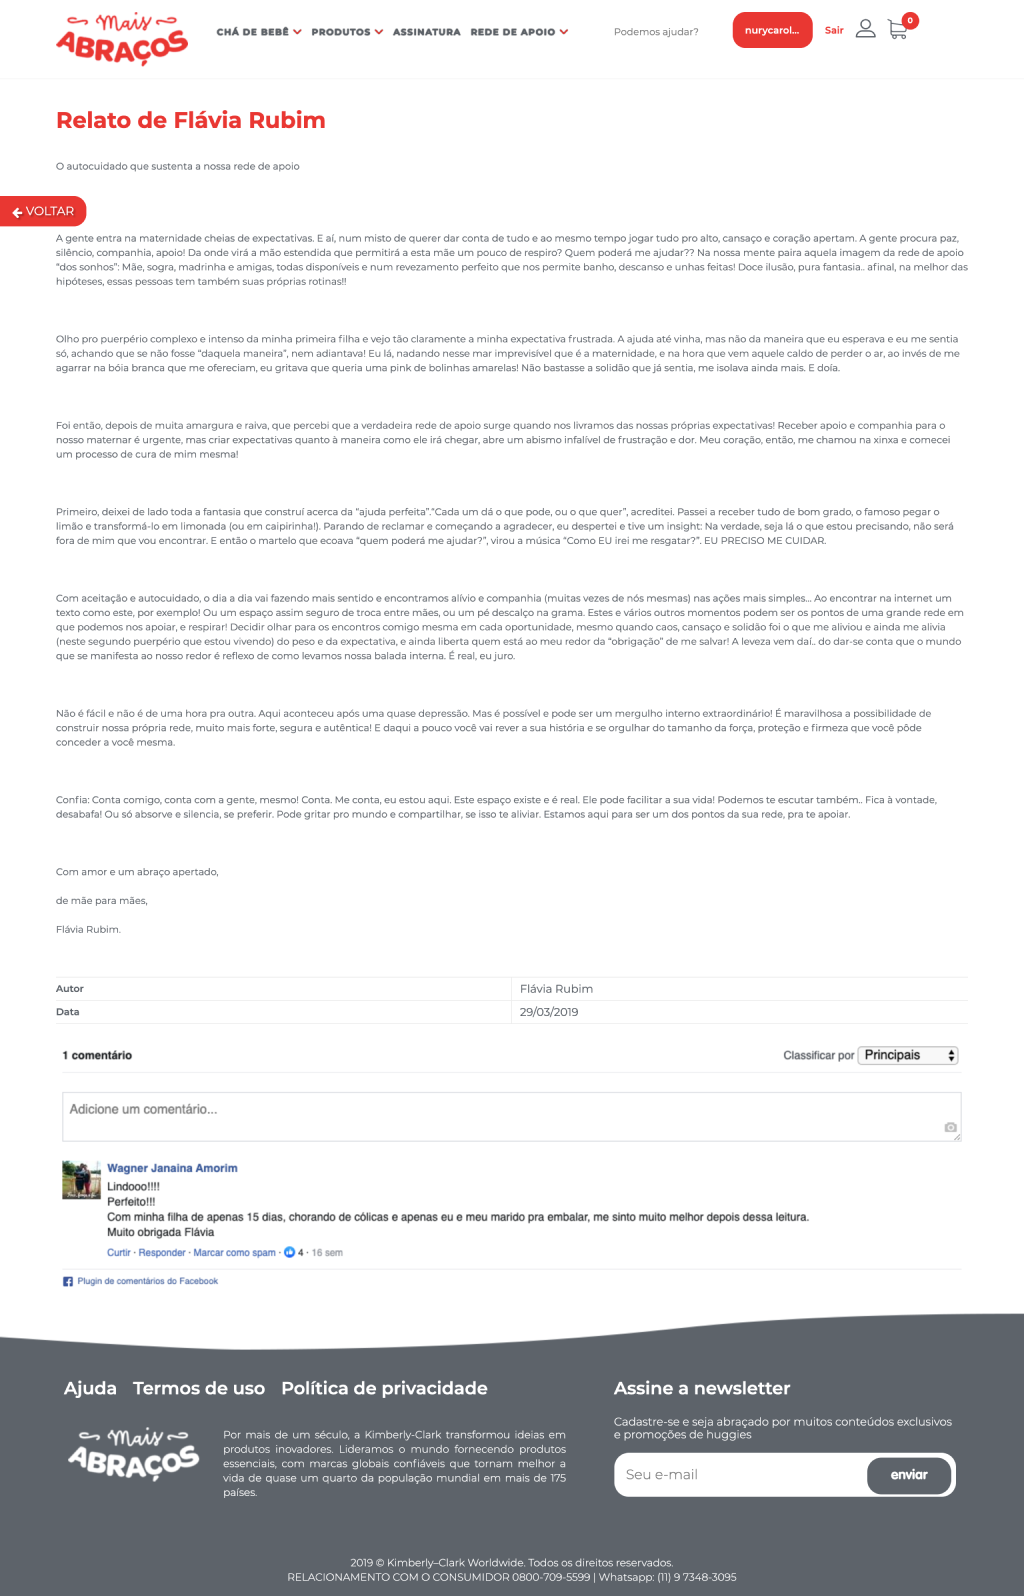 Mais
ABRAÇOS
CHÁ DE BEBÊ PRODUTOS ASSINATURA REDE DE APOIO Podemos ajudar? nurycarol... Sair 0
Relato de Flávia Rubim
O autocuidado que sustenta a nossa rede de apoio
VOLTAR
A gente entra na maternidade cheias de expectativas. E aí, num misto de querer dar conta de tudo e ao mesmo tempo jogar tudo pro alto, cansaço e coração apertam. A gente procura paz,
silêncio, companhia, apoio! Da onde virá a mão estendida que permitirá a esta mãe um pouco de respiro? Quem poderá me ajudar?? Na nossa mente paira aquela imagem da rede de apoio
“dos sonhos”: Mãe, sogra, madrinha e amigas, todas disponíveis e num revezamento perfeito que nos permite banho, descanso e unhas feitas! Doce ilusão, pura fantasia.. afinal, na melhor das
hipóteses, essas pessoas tem também suas próprias rotinas!!
Olho pro puerpério complexo e intenso da minha primeira filha e vejo tão claramente a minha expectativa frustrada. A ajuda até vinha, mas não da maneira que eu esperava e eu me sentia
só, achando que se não fosse “daquela maneira”, nem adiantava! Eu lá, nadando nesse mar imprevisível que é a maternidade, e na hora que vem aquele caldo de perder o ar, ao invés de me
agarrar na bóia branca que me ofereciam, eu gritava que queria uma pink de bolinhas amarelas! Não bastasse a solidão que já sentia, me isolava ainda mais. E doía.
Foi então, depois de muita amargura e raiva, que percebi que a verdadeira rede de apoio surge quando nos livramos das nossas próprias expectativas! Receber apoio e companhia para o
nosso maternar é urgente, mas criar expectativas quanto à maneira como ele irá chegar, abre um abismo infalível de frustração e dor. Meu coração, então, me chamou na xinxa e comecei
um processo de cura de mim mesma!
Primeiro, deixei de lado toda a fantasia que construí acerca da “ajuda perfeita”.“Cada um dá o que pode, ou o que quer”, acreditei. Passei a receber tudo de bom grado, o famoso pegar o
limão e transformá-lo em limonada (ou em caipirinha!). Parando de reclamar e começando a agradecer, eu despertei e tive um insight: Na verdade, seja lá o que estou precisando, não será
fora de mim que vou encontrar. E então o martelo que ecoava “quem poderá me ajudar?”, virou a música “Como EU irei me resgatar?”. EU PRECISO ME CUIDAR.
Com aceitação e autocuidado, o dia a dia vai fazendo mais sentido e encontramos alívio e companhia (muitas vezes de nós mesmas) nas ações mais simples... Ao encontrar na internet um
texto como este, por exemplo! Ou um espaço assim seguro de troca entre mães, ou um pé descalço na grama. Estes e vários outros momentos podem ser os pontos de uma grande rede em
que podemos nos apoiar, e respirar! Decidir olhar para os encontros comigo mesma em cada oportunidade, mesmo quando caos, cansaço e solidão foi o que me aliviou e ainda me alivia
(neste segundo puerpério que estou vivendo) do peso e da expectativa, e ainda liberta quem está ao meu redor da “obrigação” de me salvar! A leveza vem daí.. do dar-se conta que o mundo
que se manifesta ao nosso redor é reflexo de como levamos nossa balada interna. É real, eu juro.
Não é fácil e não é de uma hora pra outra. Aqui aconteceu após uma quase depressão. Mas é possível e pode ser um mergulho interno extraordinário! É maravilhosa a possibilidade de
construir nossa própria rede, muito mais forte, segura e autêntica! E daqui a pouco você vai rever a sua história e se orgulhar do tamanho da força, proteção e firmeza que você pôde
conceder a você mesma.
Confia: Conta comigo, conta com a gente, mesmo! Conta. Me conta, eu estou aqui. Este espaço existe e é real. Ele pode facilitar a sua vida! Podemos te escutar também.. Fica à vontade,
desabafa! Ou só absorve e silencia, se preferir. Pode gritar pro mundo e compartilhar, se isso te aliviar. Estamos aqui para ser um dos pontos da sua rede, pra te apoiar.
Com amor e um abraço apertado,
de mãe para mães,
Flávia Rubim.
Autor Flávia Rubim
Data 29/03/2019
1 comentário Classificar por Principais
Adicione um comentário...
Wagner Janaina Amorim
Lindooo!!!!
Perfeito!!!
Com minha filha de apenas 15 dias, chorando de cólicas e apenas eu e meu marido pra embalar, me sinto muito melhor depois dessa leitura.
Muito obrigada Flávia
Curtir · Responder · Marcar como spam · 4 · 16 sem
Plugin de comentários do Facebook
Ajuda Termos de uso Política de privacidade
Mais
ABRAÇOS
Por mais de um século, a Kimberly-Clark transformou ideias em
produtos inovadores. Lideramos o mundo fornecendo produtos
essenciais, com marcas globais confiáveis que tornam melhor a
vida de quase um quarto da população mundial em mais de 175
países.
Assine a newsletter
Cadastre-se e seja abraçado por muitos conteúdos exclusivos
e promoções de huggies
Seu e-mail enviar
2019 © Kimberly–Clark Worldwide. Todos os direitos reservados.
RELACIONAMENTO COM O CONSUMIDOR 0800-709-5599 | Whatsapp: (11) 9 7348-3095